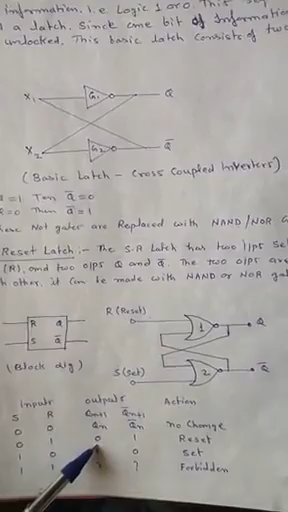 information. i.e Logic 1 or 0. This
a latch. Since one bit of Information
unlocked. This basic latch consists of two
X1 G1 Q
X2 G2 Q̅
(Basic Latch - Cross Coupled Inverters)
=1 Then Q̅=0
=0 Then Q̅=1
Not gates are Replaced with NAND/NOR G
Reset Latch:- The S-R Latch has two i/ps Se
(R), and two o/ps Q and Q̅. The two o/ps are
other. it can be made with NAND or NOR gat
R (Reset)
R Q
1 Q
S Q̅
(Block dig)
S (Set) 2 Q̅
inputs outputs Action
S R Qn+1 Q̅n+1
0 0 Qn Q̅n no change
0 1 0 1 Reset
1 0 0 Set
1 1 ? ? Forbidden